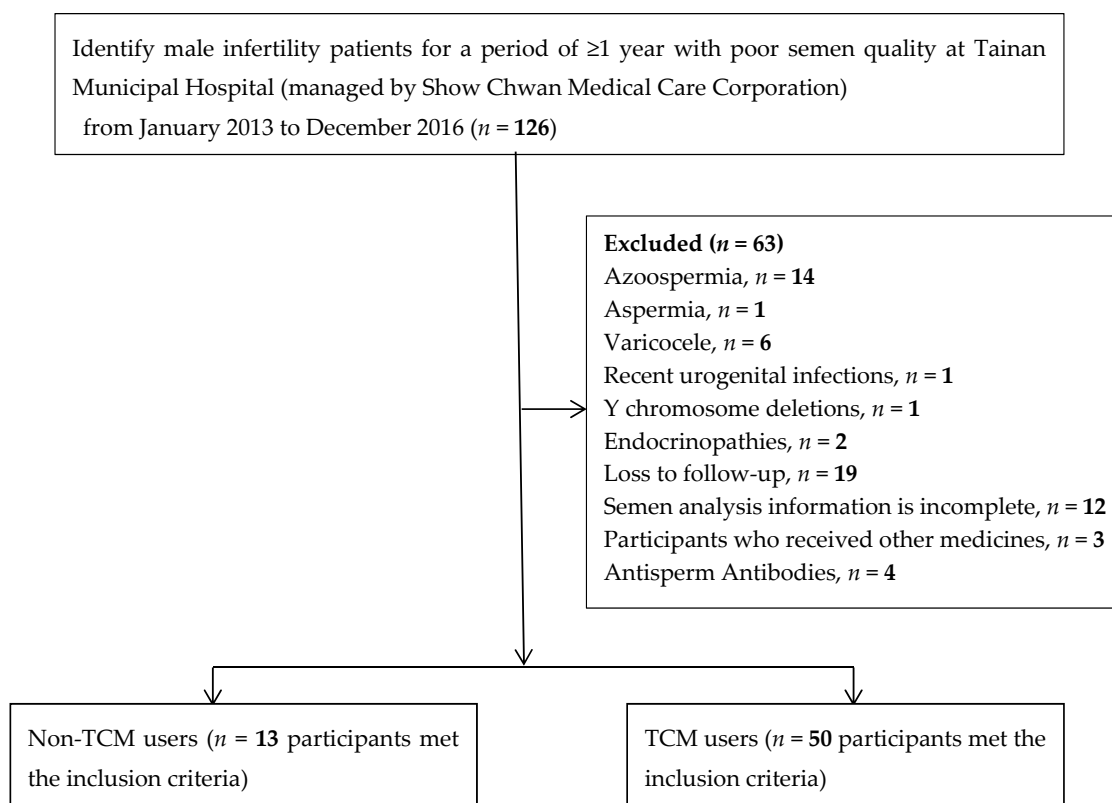 Identify male infertility patients for a period of ≥1 year with poor semen quality at Tainan
Municipal Hospital (managed by Show Chwan Medical Care Corporation)
from January 2013 to December 2016 (n = 126)
Excluded (n = 63)
Azoospermia, n = 14
Aspermia, n = 1
Varicocele, n = 6
Recent urogenital infections, n = 1
Y chromosome deletions, n = 1
Endocrinopathies, n = 2
Loss to follow-up, n = 19
Semen analysis information is incomplete, n = 12
Participants who received other medicines, n = 3
Antisperm Antibodies, n = 4
Non-TCM users (n = 13 participants met
the inclusion criteria)
TCM users (n = 50 participants met the
inclusion criteria)